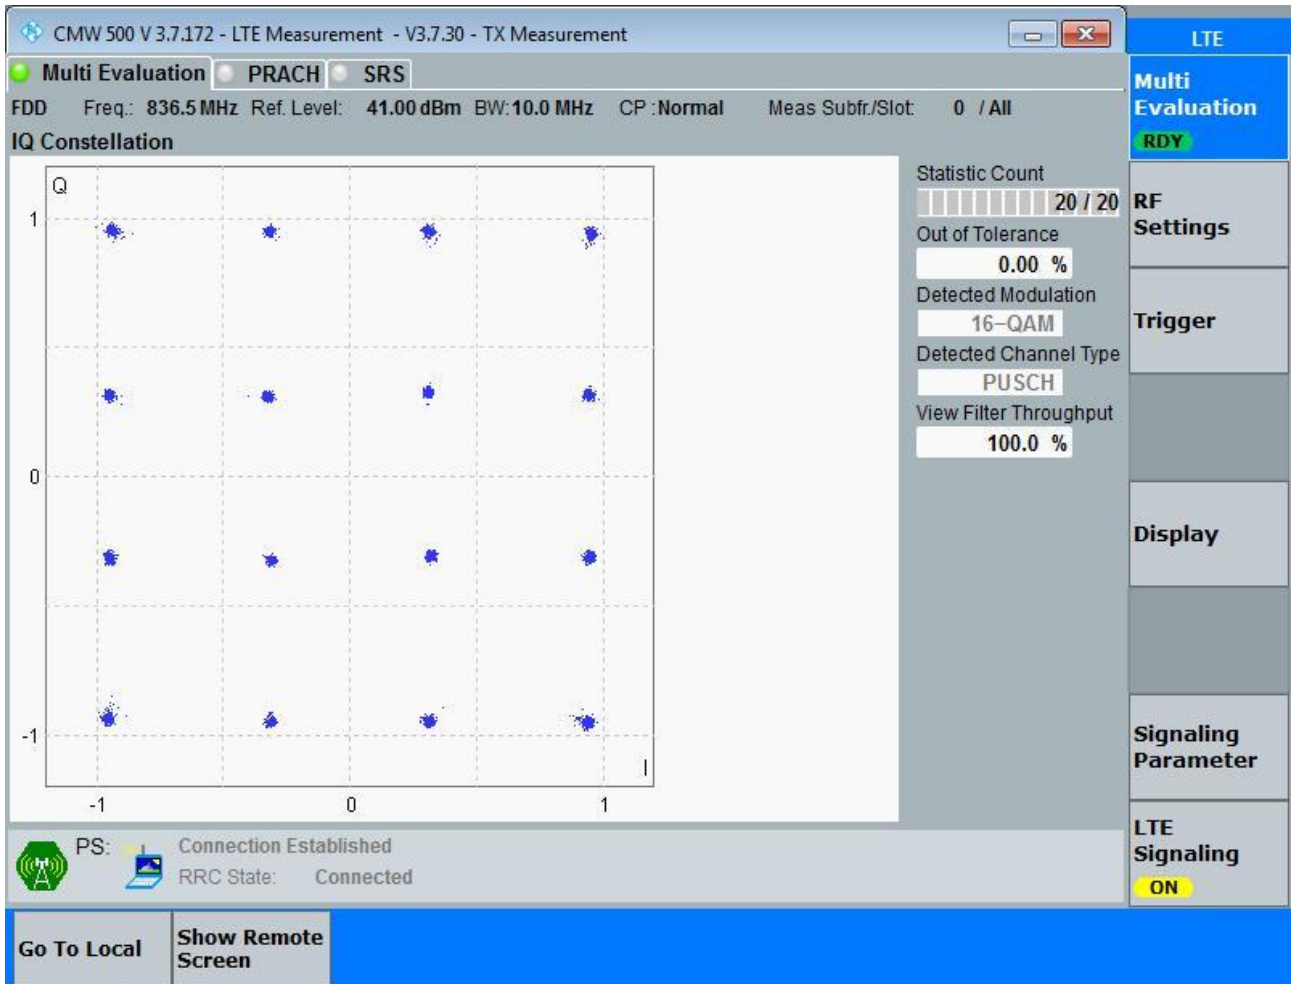 CMW 500 V 3.7.172 - LTE Measurement - V3.7.30 - TX Measurement
LTE
Multi Evaluation PRACH SRS
FDD Freq.: 836.5 MHz Ref. Level: 41.00 dBm BW: 10.0 MHz CP : Normal Meas Subfr./Slot: 0 / All
IQ Constellation
Q
1
0
-1
I
-1 0 1
Statistic Count
20 / 20
Out of Tolerance
0.00 %
Detected Modulation
16-QAM
Detected Channel Type
PUSCH
View Filter Throughput
100.0 %
Multi
Evaluation
RDY
RF
Settings
Trigger
Display
Signaling
Parameter
LTE
Signaling
ON
PS: Connection Established
RRC State: Connected
Go To Local
Show Remote
Screen